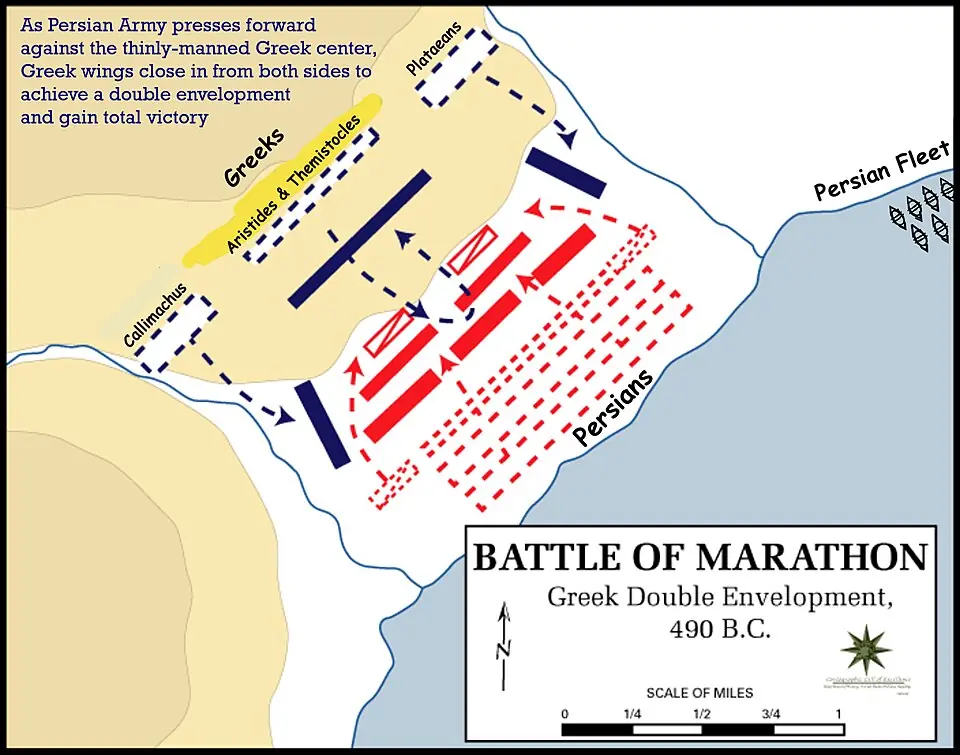 As Persian Army presses forward
against the thinly-manned Greek center,
Greek wings close in from both sides to
achieve a double envelopment
and gain total victory
Plataeans
Greeks
Aristides & Themistocles
Callimachus
Persian Fleet
Persians
BATTLE OF MARATHON
Greek Double Envelopment,
490 B.C.
N
SCALE OF MILES
0 1/4 1/2 3/4 1